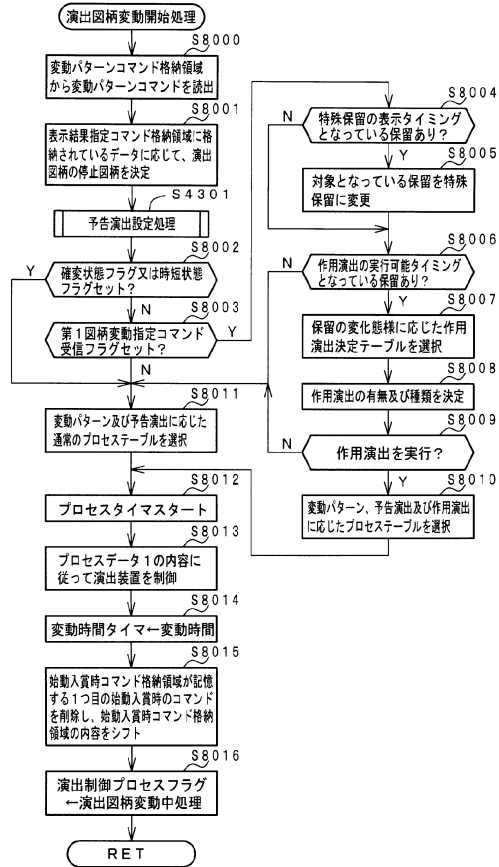 演出図柄変動開始処理
S8000
変動パターンコマンド格納領域
から変動パターンコマンドを読出
S8001
表示結果指定コマンド格納領域に格
納されているデータに応じて、演出
図柄の停止図柄を決定
S4301
予告演出設定処理
S8002
Y
確変状態フラグ又は時短状態
フラグセット?
N
S8003
第1図柄変動指定コマンド
受信フラグセット?
Y
N
S8004
N
特殊保留の表示タイミング
となっている保留あり?
Y
S8005
対象となっている保留を特殊
保留に変更
S8006
N
作用演出の実行可能タイミング
となっている保留あり?
Y
S8007
保留の変化態様に応じた作用
演出決定テーブルを選択
S8008
作用演出の有無及び種類を決定
S8009
N
作用演出を実行?
Y
S8010
変動パターン、予告演出及び作用演出
に応じたプロセステーブルを選択
S8011
変動パターン及び予告演出に応じた
通常のプロセステーブルを選択
S8012
プロセスタイマスタート
S8013
プロセスデータ1の内容に
従って演出装置を制御
S8014
変動時間タイマ←変動時間
S8015
始動入賞時コマンド格納領域が記憶
する1つ目の始動入賞時のコマンド
を削除し、始動入賞時コマンド格納
領域の内容をシフト
S8016
演出制御プロセスフラグ
←演出図柄変動中処理
RET